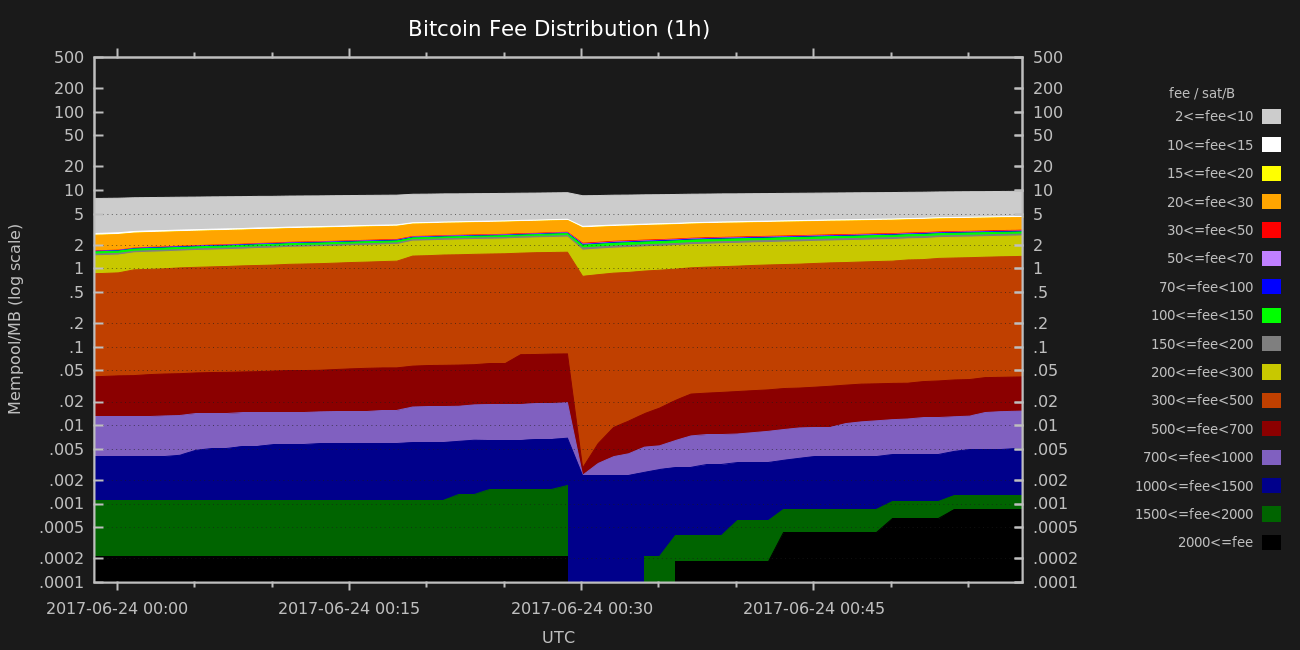 Bitcoin Fee Distribution (1h)
Mempool/MB (log scale)
500
200
100
50
20
10
5
2
1
.5
.2
.1
.05
.02
.01
.005
.002
.001
.0005
.0002
.0001
500
200
100
50
20
10
5
2
1
.5
.2
.1
.05
.02
.01
.005
.002
.001
.0005
.0002
.0001
2017-06-24 00:00 2017-06-24 00:15 2017-06-24 00:30 2017-06-24 00:45
UTC
fee / sat/B
2<=fee<10
10<=fee<15
15<=fee<20
20<=fee<30
30<=fee<50
50<=fee<70
70<=fee<100
100<=fee<150
150<=fee<200
200<=fee<300
300<=fee<500
500<=fee<700
700<=fee<1000
1000<=fee<1500
1500<=fee<2000
2000<=fee